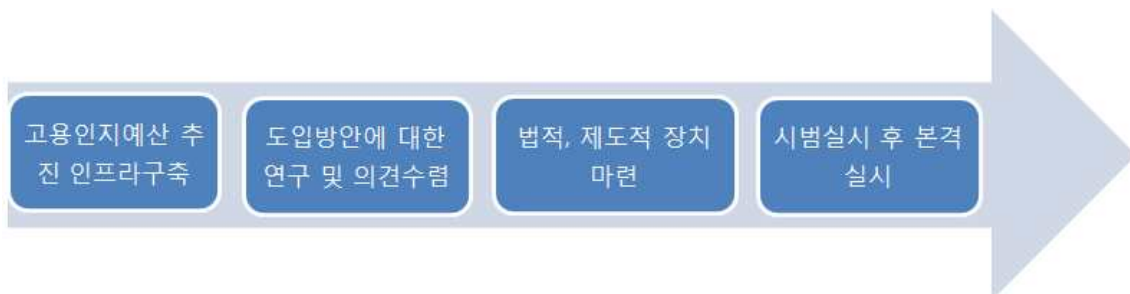 고용인지예산 추
진 인프라구축
도입방안에 대한
연구 및 의견수렴
법적, 제도적 장치
마련
시범실시 후 본격
실시